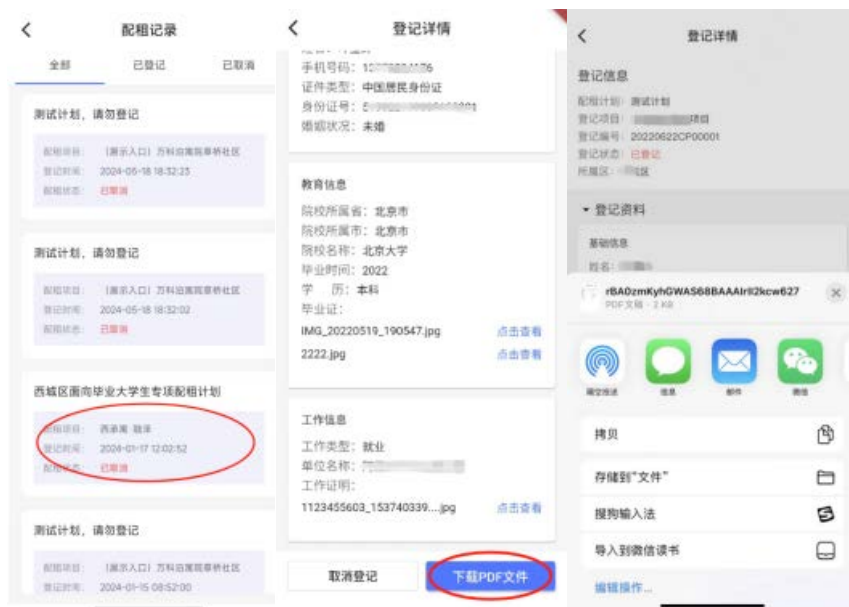 配租记录
全部
已登记
已取消
测试计划，请勿登记
配租项目：（展示入口）万科泊寓院草桥社区
登记时间：2024-05-18 18:32:23
配租状态：已取消
测试计划，请勿登记
配租项目：（展示入口）万科泊寓院草桥社区
登记时间：2024-05-18 18:32:02
配租状态：已取消
西城区面向毕业大学生专项配租计划
配租项目：
登记时间：2024-01-17 12:02:52
配租状态：已取消
测试计划，请勿登记
配租项目：（展示入口）万科泊寓院草桥社区
登记时间：2024-01-15 08:52:00
登记详情
手机号码：
证件类型：中国居民身份证
身份证号：
婚姻状况：未婚
教育信息
院校所属省：北京市
院校所属市：北京市
院校名称：北京大学
毕业时间：2022
学 历：本科
毕业证：
IMG_20220519_190547.jpg 点击查看
2222.jpg 点击查看
工作信息
工作类型：就业
单位名称：
工作证明：
1123455603_153740339....jpg 点击查看
取消登记
下载PDF文件
登记详情
登记信息
配租计划：测试计划
登记项目：项目
登记编号：20220622CP00001
登记状态：已登记
所属区：区
登记资料
基础信息
姓名：
rBA0zmKyhGWAS68BAAAIrII2kcw627
PDF文稿 · 2 KB
隔空投送
信息
邮件
微信
拷贝
存储到“文件”
搜狗输入法
导入到微信读书
编辑操作...